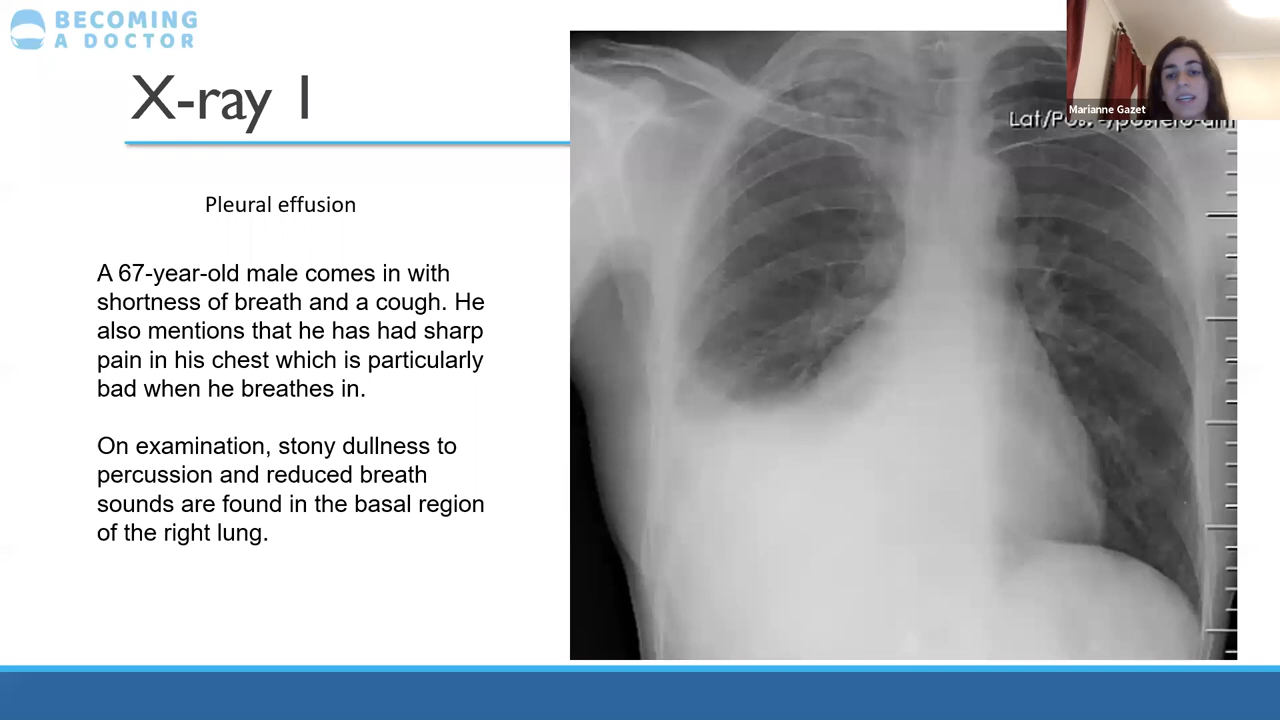 BECOMING
A DOCTOR
X-ray 1
Marianne Gazet
Pleural effusion
A 67-year-old male comes in with
shortness of breath and a cough. He
also mentions that he has had sharp
pain in his chest which is particularly
bad when he breathes in.
On examination, stony dullness to
percussion and reduced breath
sounds are found in the basal region
of the right lung.